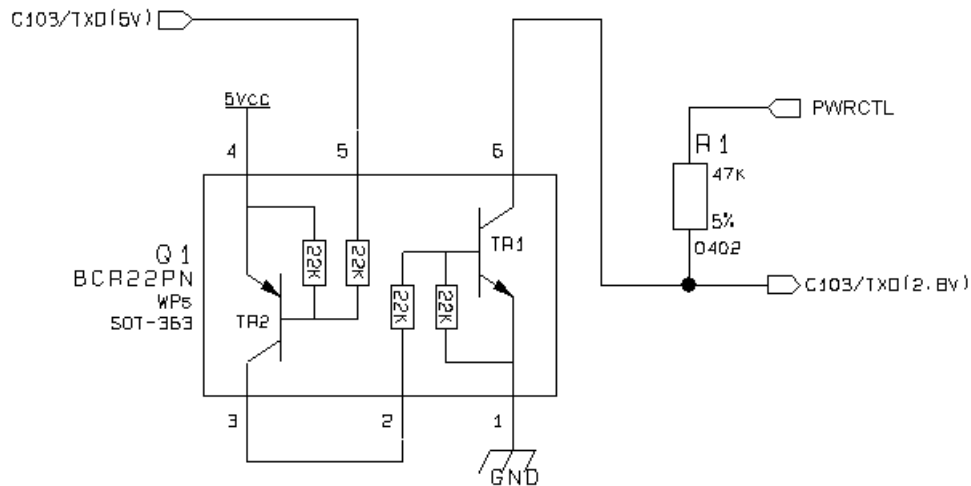 C103/TXD(5V)
5Vcc
4
5
6
PWRCTL
R1
47K
5%
0402
Q1
BCR22PN
WPs
SOT-363
TR2
22K
22K
22K
22K
TR1
C103/TXD(2.8V)
3
2
1
GND